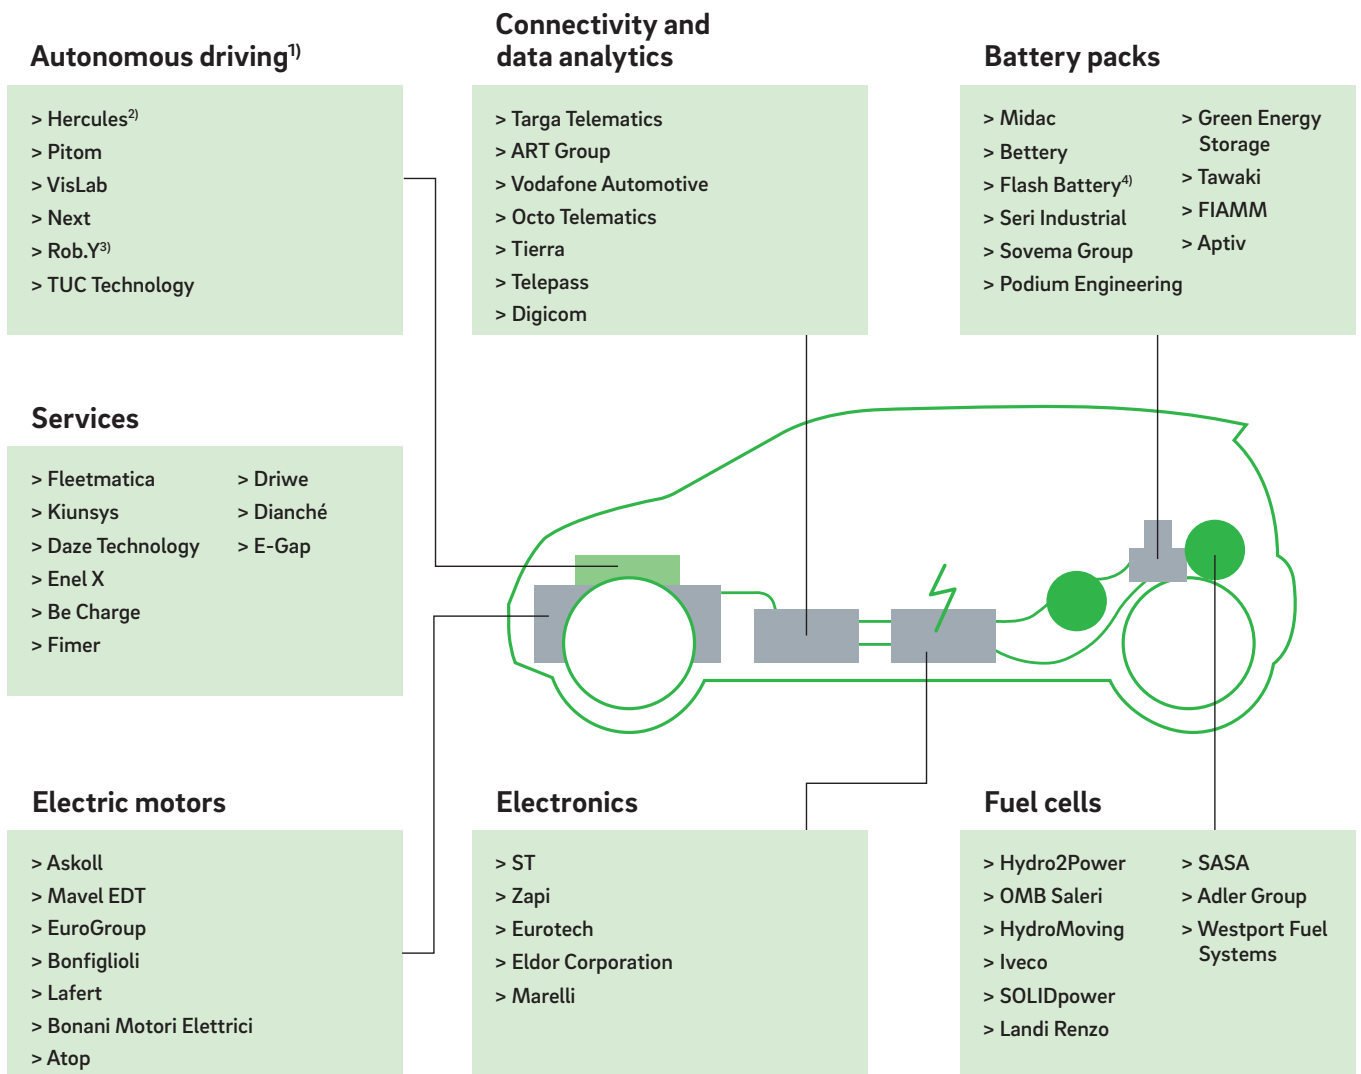 Autonomous driving1)
> Hercules2)
> Pitom
> VisLab
> Next
> Rob.Y3)
> TUC Technology
Connectivity and
data analytics
> Targa Telematics
> ART Group
> Vodafone Automotive
> Octo Telematics
> Tierra
> Telepass
> Digicom
Battery packs
> Midac
> Bettery
> Flash Battery4)
> Seri Industrial
> Sovema Group
> Podium Engineering
> Green Energy
Storage
> Tawaki
> FIAMM
> Aptiv
Services
> Fleetmatica
> Kiunsys
> Daze Technology
> Enel X
> Be Charge
> Fimer
> Driwe
> Dianché
> E-Gap
Electric motors
> Askoll
> Mavel EDT
> EuroGroup
> Bonfiglioli
> Lafert
> Bonani Motori Elettrici
> Atop
Electronics
> ST
> Zapi
> Eurotech
> Eldor Corporation
> Marelli
Fuel cells
> Hydro2Power
> OMB Saleri
> HydroMoving
> Iveco
> SOLIDpower
> Landi Renzo
> SASA
> Adler Group
> Westport Fuel
Systems